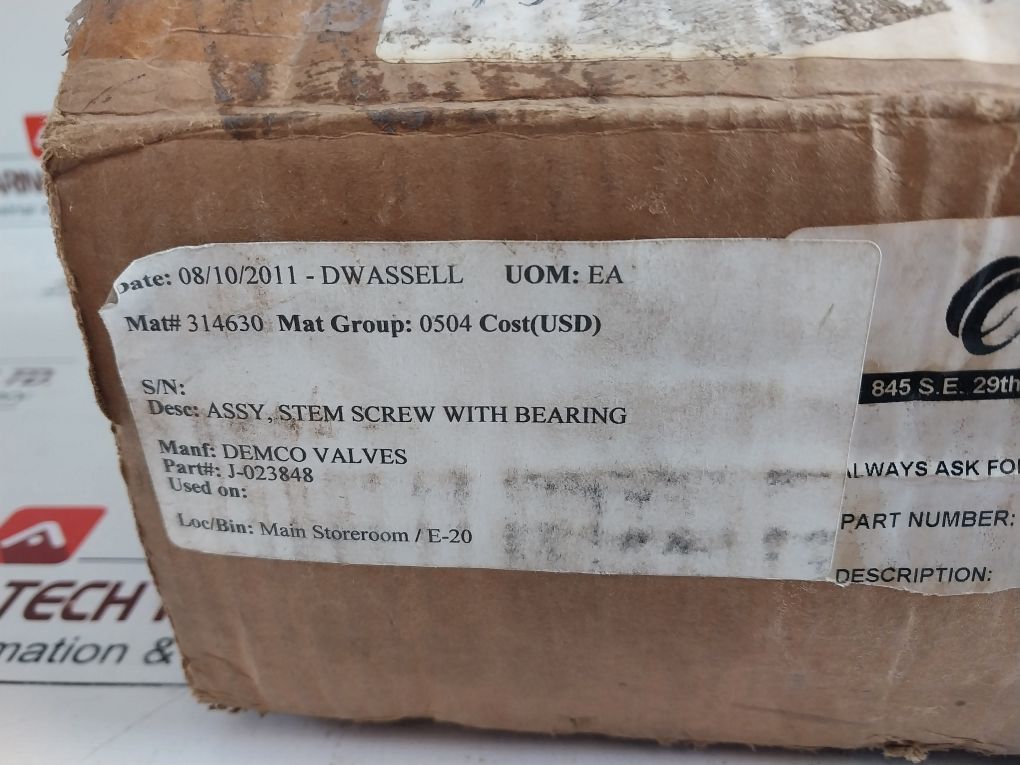 Date: 08/10/2011 - DWASSELL UOM: EA
Mat# 314630 Mat Group: 0504 Cost(USD)
S/N:
Desc: ASSY, STEM SCREW WITH BEARING
Manf: DEMCO VALVES
Part#: J-023848
Used on:
Loc/Bin: Main Storeroom / E-20
845 S.E. 29th
ALWAYS ASK FO
PART NUMBER:
DESCRIPTION:
TECH
mation &